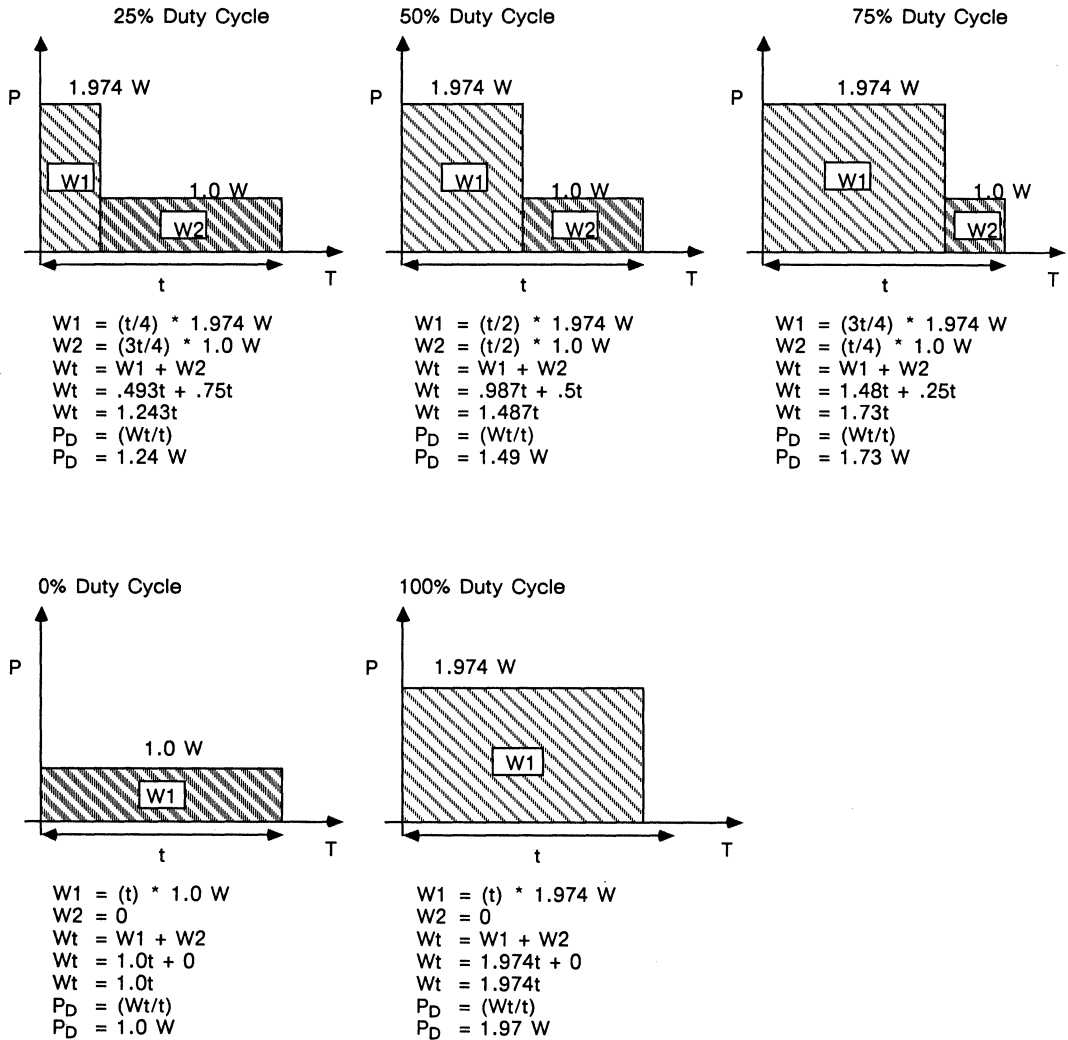 25% Duty Cycle
P
1.974 W
W1
1.0 W
W2
t
T
W1 = (t/4) * 1.974 W
W2 = (3t/4) * 1.0 W
Wt = W1 + W2
Wt = .493t + .75t
Wt = 1.243t
PD = (Wt/t)
PD = 1.24 W
50% Duty Cycle
P
1.974 W
W1
1.0 W
W2
t
T
W1 = (t/2) * 1.974 W
W2 = (t/2) * 1.0 W
Wt = W1 + W2
Wt = .987t + .5t
Wt = 1.487t
PD = (Wt/t)
PD = 1.49 W
75% Duty Cycle
P
1.974 W
W1
1.0 W
W2
t
T
W1 = (3t/4) * 1.974 W
W2 = (t/4) * 1.0 W
Wt = W1 + W2
Wt = 1.48t + .25t
Wt = 1.73t
PD = (Wt/t)
PD = 1.73 W
0% Duty Cycle
P
1.0 W
W1
t
T
W1 = (t) * 1.0 W
W2 = 0
Wt = W1 + W2
Wt = 1.0t + 0
Wt = 1.0t
PD = (Wt/t)
PD = 1.0 W
100% Duty Cycle
P
1.974 W
W1
t
T
W1 = (t) * 1.974 W
W2 = 0
Wt = W1 + W2
Wt = 1.974t + 0
Wt = 1.974t
PD = (Wt/t)
PD = 1.97 W